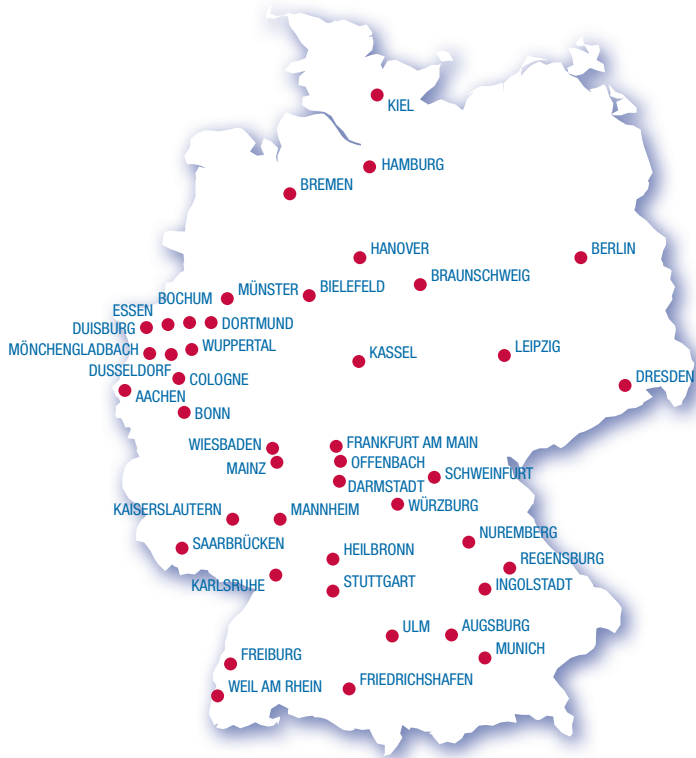 KIEL
HAMBURG
BREMEN
HANOVER
BERLIN
BRAUNSCHWEIG
BIELEFELD
MÜNSTER
BOCHUM
ESSEN
DORTMUND
DUISBURG
WUPPERTAL
MÖNCHENGLADBACH
KASSEL
LEIPZIG
DUSSELDORF
COLOGNE
DRESDEN
AACHEN
BONN
WIESBADEN
FRANKFURT AM MAIN
MAINZ
OFFENBACH
SCHWEINFURT
DARMSTADT
WÜRZBURG
KAISERSLAUTERN
MANNHEIM
NUREMBERG
SAARBRÜCKEN
HEILBRONN
REGENSBURG
KARLSRUHE
STUTTGART
INGOLSTADT
ULM
AUGSBURG
MUNICH
FREIBURG
FRIEDRICHSHAFEN
WEIL AM RHEIN